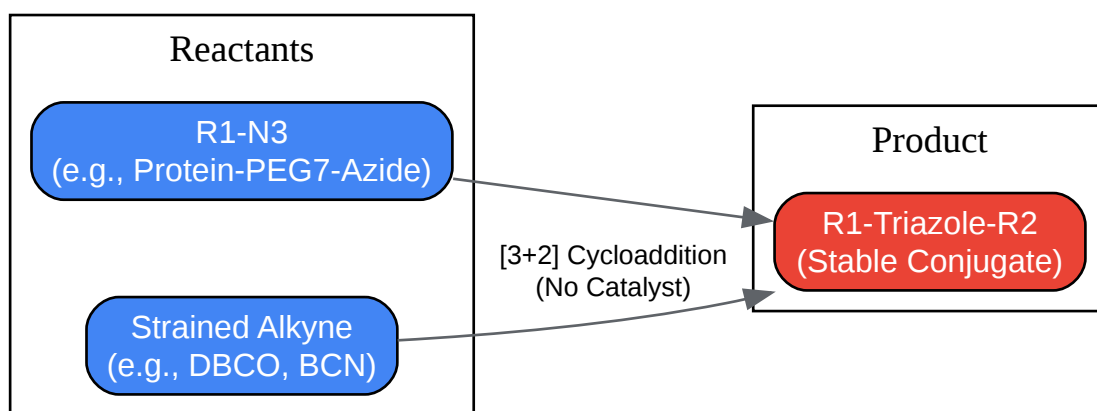 Reactants
R1-N3
(e.g., Protein-PEG7-Azide)
Strained Alkyne
(e.g., DBCO, BCN)
[3+2] Cycloaddition
(No Catalyst)
Product
R1-Triazole-R2
(Stable Conjugate)